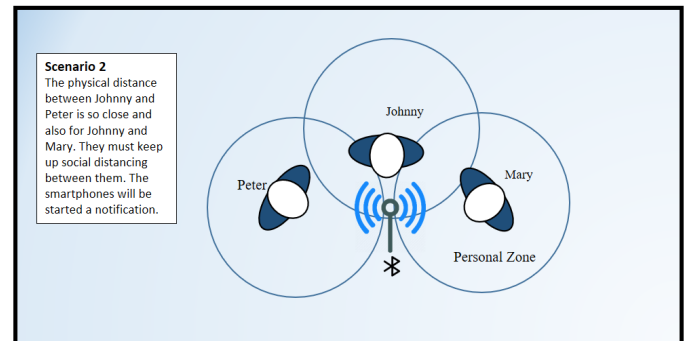 Scenario 2
The physical distance
between Johnny and
Peter is so close and
also for Johnny and
Mary. They must keep
up social distancing
between them. The
smartphones will be
started a notification.
Johnny
Peter
Mary
Personal Zone